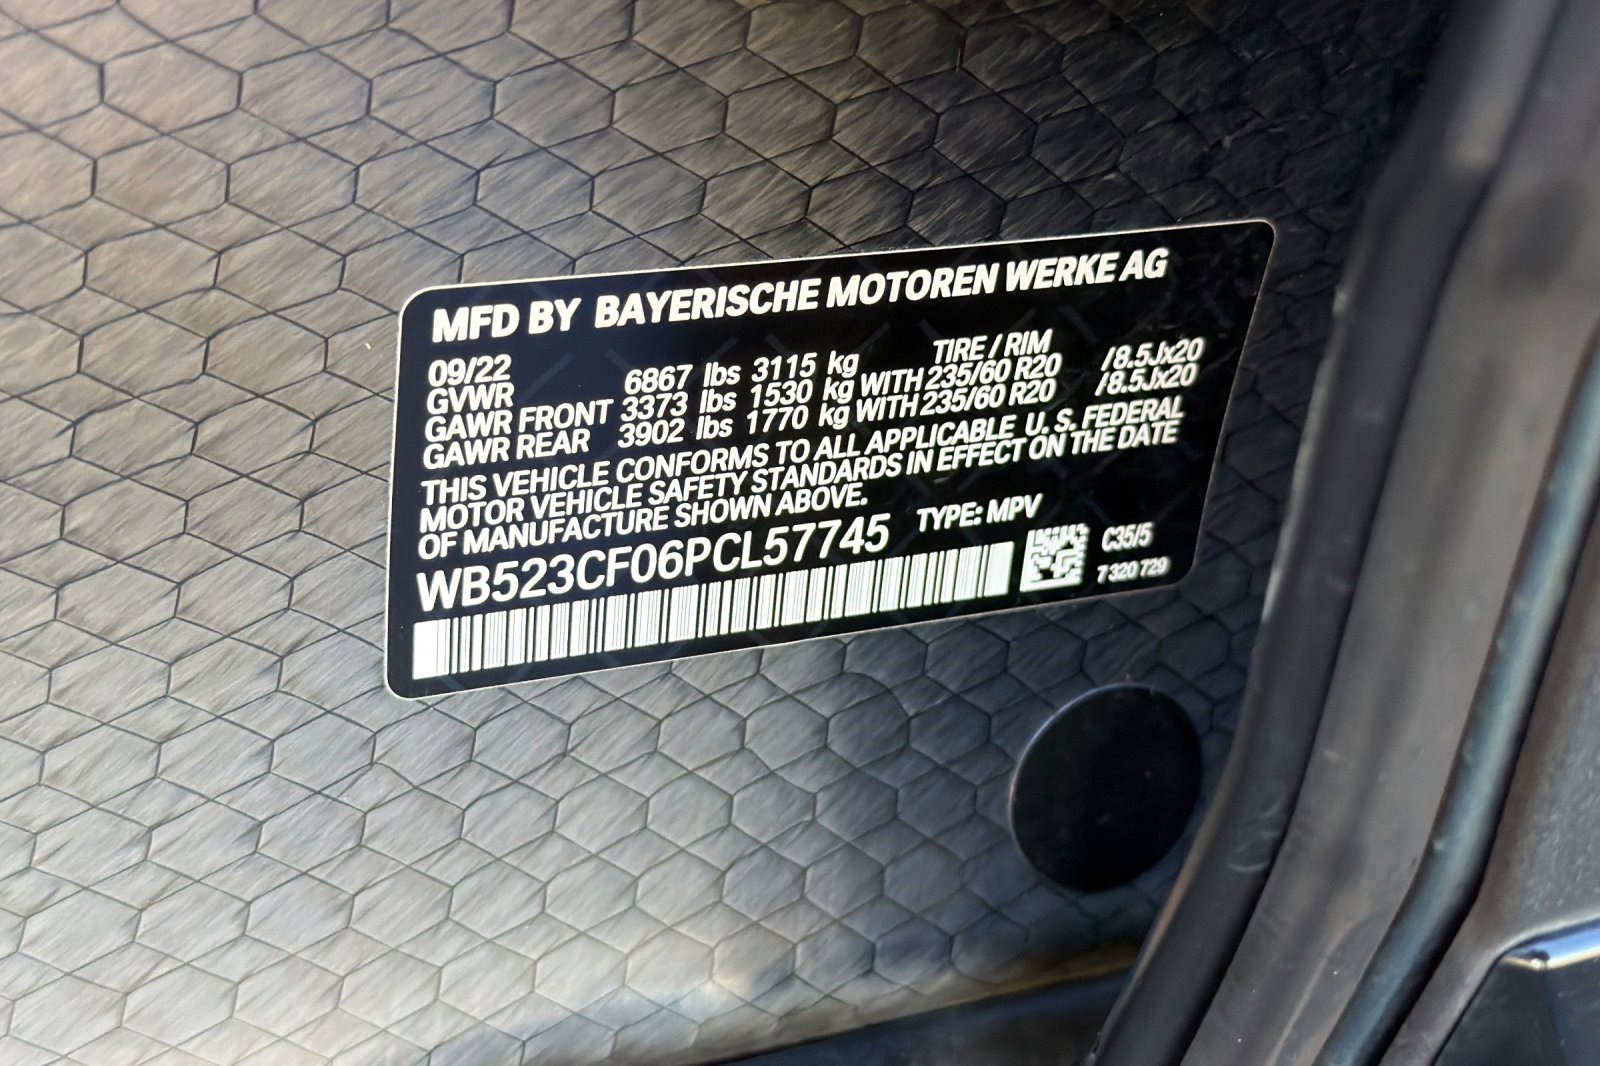 MFD BY BAYERISCHE MOTOREN WERKE AG
09/22 TIRE / RIM
GVWR 6867 lbs 3115 kg
GAWR FRONT 3373 lbs 1530 kg WITH 235/60 R20 /8.5Jx20
GAWR REAR 3902 lbs 1770 kg WITH 235/60 R20 /8.5Jx20
THIS VEHICLE CONFORMS TO ALL APPLICABLE U. S. FEDERAL
MOTOR VEHICLE SAFETY STANDARDS IN EFFECT ON THE DATE
OF MANUFACTURE SHOWN ABOVE.
WB523CF06PCL57745 TYPE: MPV
C35/5
7 320 729